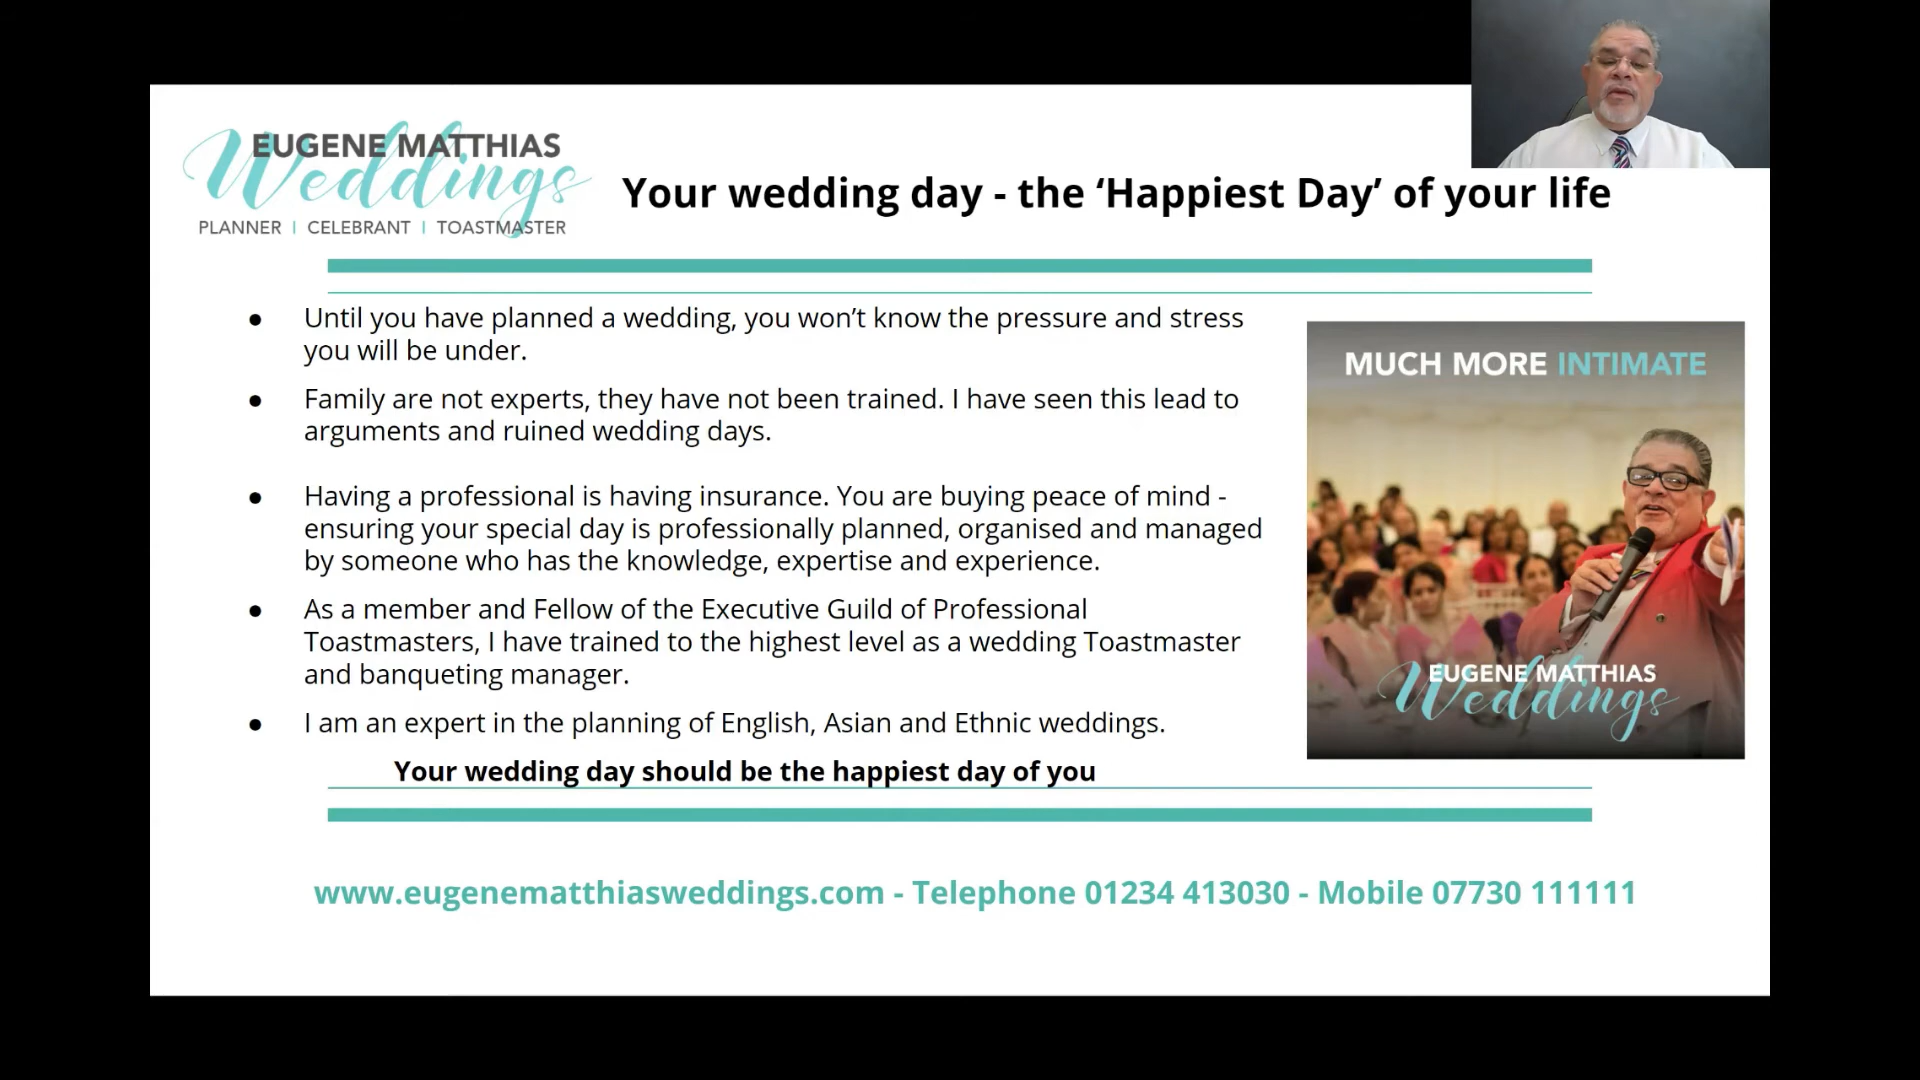 EUGENE MATTHIAS
Weddings
PLANNER | CELEBRANT | TOASTMASTER
Your wedding day - the ‘Happiest Day’ of your life
● Until you have planned a wedding, you won’t know the pressure and stress
you will be under.
● Family are not experts, they have not been trained. I have seen this lead to
arguments and ruined wedding days.
● Having a professional is having insurance. You are buying peace of mind -
ensuring your special day is professionally planned, organised and managed
by someone who has the knowledge, expertise and experience.
● As a member and Fellow of the Executive Guild of Professional
Toastmasters, I have trained to the highest level as a wedding Toastmaster
and banqueting manager.
● I am an expert in the planning of English, Asian and Ethnic weddings.
Your wedding day should be the happiest day of you
MUCH MORE INTIMATE
EUGENE MATTHIAS
Weddings
www.eugenematthiasweddings.com - Telephone 01234 413030 - Mobile 07730 111111